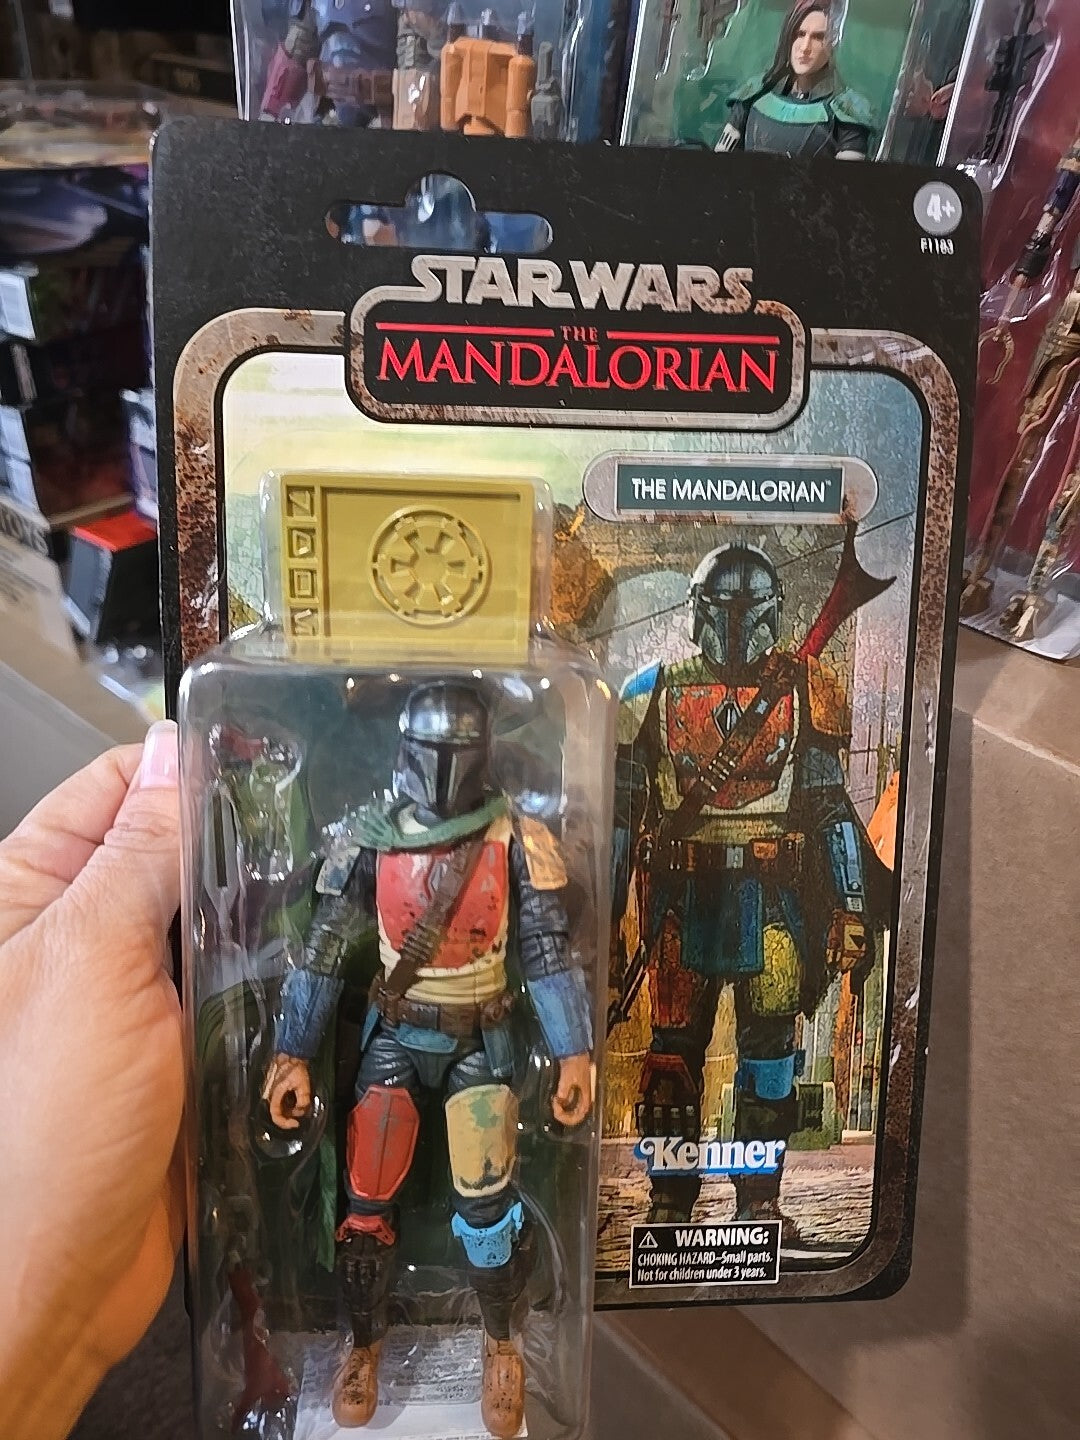 4+
F1183
STAR WARS
THE
MANDALORIAN
THE MANDALORIAN™
Kenner
WARNING:
CHOKING HAZARD–Small parts.
Not for children under 3 years.